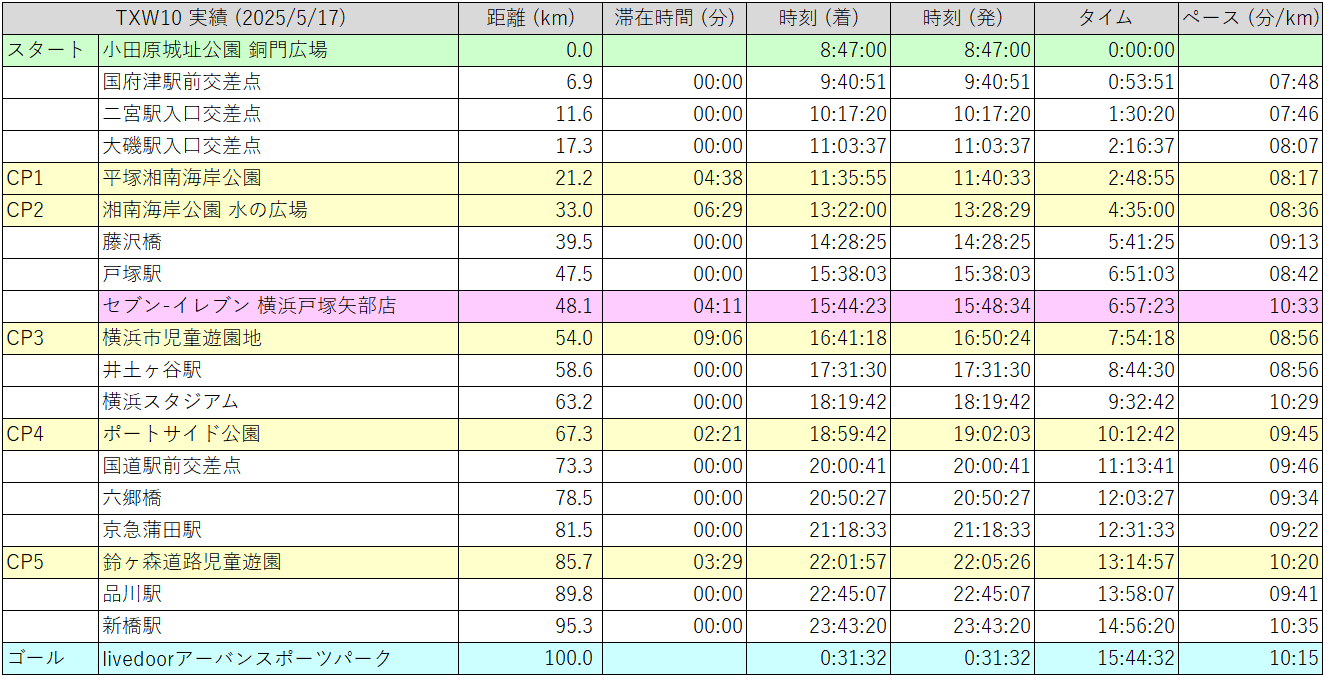 TXW10 実績 (2025/5/17) 距離 (km) 滞在時間 (分) 時刻 (着) 時刻 (発) タイム ペース (分/km)
スタート 小田原城址公園 銅門広場 0.0 8:47:00 8:47:00 0:00:00
国府津駅前交差点 6.9 00:00 9:40:51 9:40:51 0:53:51 07:48
二宮駅入口交差点 11.6 00:00 10:17:20 10:17:20 1:30:20 07:46
大磯駅入口交差点 17.3 00:00 11:03:37 11:03:37 2:16:37 08:07
CP1 平塚湘南海岸公園 21.2 04:38 11:35:55 11:40:33 2:48:55 08:17
CP2 湘南海岸公園 水の広場 33.0 06:29 13:22:00 13:28:29 4:35:00 08:36
藤沢橋 39.5 00:00 14:28:25 14:28:25 5:41:25 09:13
戸塚駅 47.5 00:00 15:38:03 15:38:03 6:51:03 08:42
セブン-イレブン 横浜戸塚矢部店 48.1 04:11 15:44:23 15:48:34 6:57:23 10:33
CP3 横浜市児童遊園地 54.0 09:06 16:41:18 16:50:24 7:54:18 08:56
井土ヶ谷駅 58.6 00:00 17:31:30 17:31:30 8:44:30 08:56
横浜スタジアム 63.2 00:00 18:19:42 18:19:42 9:32:42 10:29
CP4 ポートサイド公園 67.3 02:21 18:59:42 19:02:03 10:12:42 09:45
国道駅前交差点 73.3 00:00 20:00:41 20:00:41 11:13:41 09:46
六郷橋 78.5 00:00 20:50:27 20:50:27 12:03:27 09:34
京急蒲田駅 81.5 00:00 21:18:33 21:18:33 12:31:33 09:22
CP5 鈴ヶ森道路児童遊園 85.7 03:29 22:01:57 22:05:26 13:14:57 10:20
品川駅 89.8 00:00 22:45:07 22:45:07 13:58:07 09:41
新橋駅 95.3 00:00 23:43:20 23:43:20 14:56:20 10:35
ゴール livedoorアーバンスポーツパーク 100.0 0:31:32 0:31:32 15:44:32 10:15